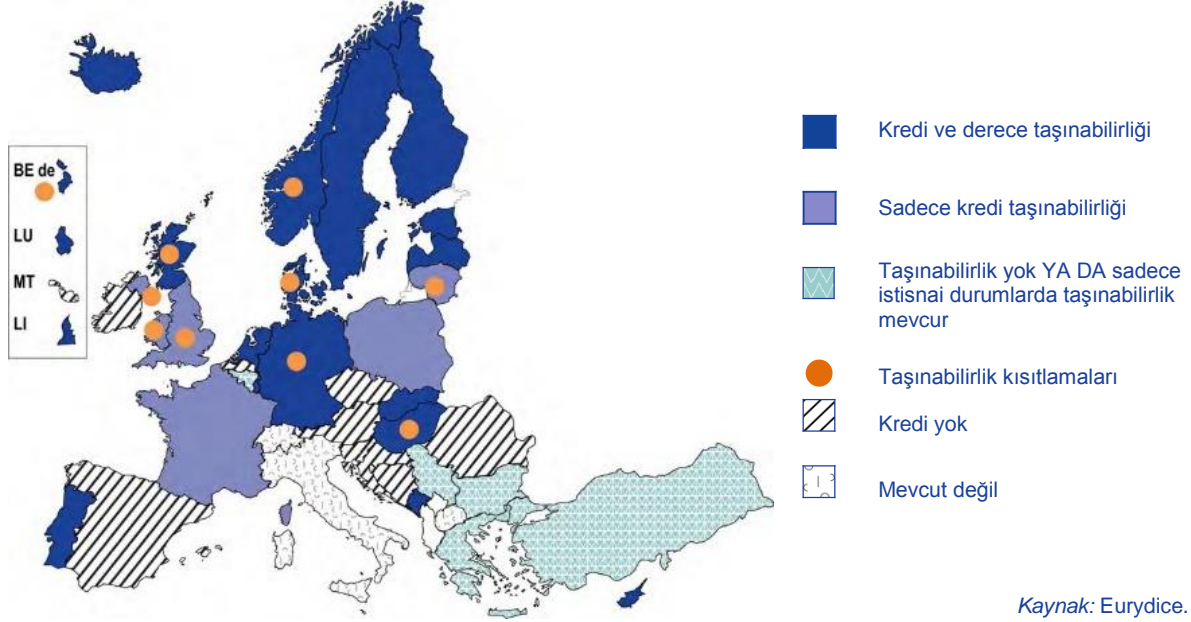 BE de
LU
MT
LI
Kredi ve derece taşınabilirliği
Sadece kredi taşınabilirliği
Taşınabilirlik yok YA DA sadece
istisnai durumlarda taşınabilirlik
mevcur
Taşınabilirlik kısıtlamaları
Kredi yok
Mevcut değil
Kaynak: Eurydice.